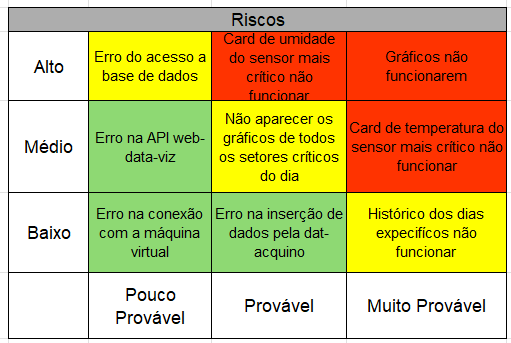 Riscos
Alto
Erro do acesso a
base de dados
Card de umidade
do sensor mais
crítico não
funcionar
Gráficos não
funcionarem
Médio
Erro na API web-
data-viz
Não aparecer os
gráficos de todos
os setores críticos
do dia
Card de temperatura do
sensor mais crítico não
funcionar
Baixo
Erro na conexão
com a máquina
virtual
Erro na inserção de
dados pela dat-
acquino
Histórico dos dias
expecifícos não
funcionar
Pouco
Provável
Provável
Muito Provável